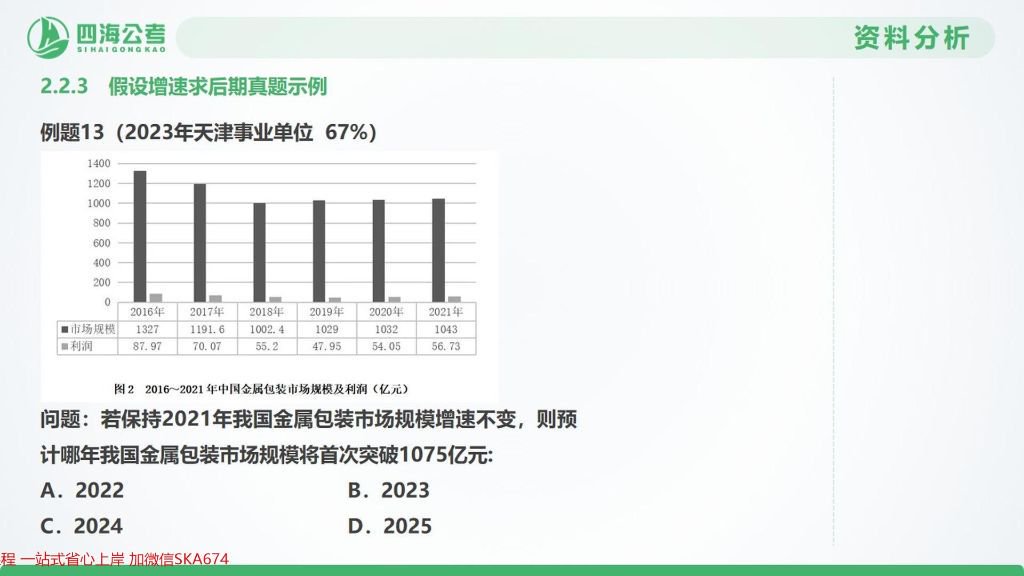 四海公考
SIHAIGONGKAO
资料分析
2.2.3 假设增速求后期真题示例
例题13（2023年天津事业单位 67%）
1400
1200
1000
800
600
400
200
0
2016年 2017年 2018年 2019年 2020年 2021年
市场规模 1327 1191.6 1002.4 1029 1032 1043
利润 87.97 70.07 55.2 47.95 54.05 56.73
图2 2016～2021年中国金属包装市场规模及利润（亿元）
问题：若保持2021年我国金属包装市场规模增速不变，则预
计哪年我国金属包装市场规模将首次突破1075亿元:
A．2022 B．2023
C．2024 D．2025
程 一站式省心上岸 加微信SKA674